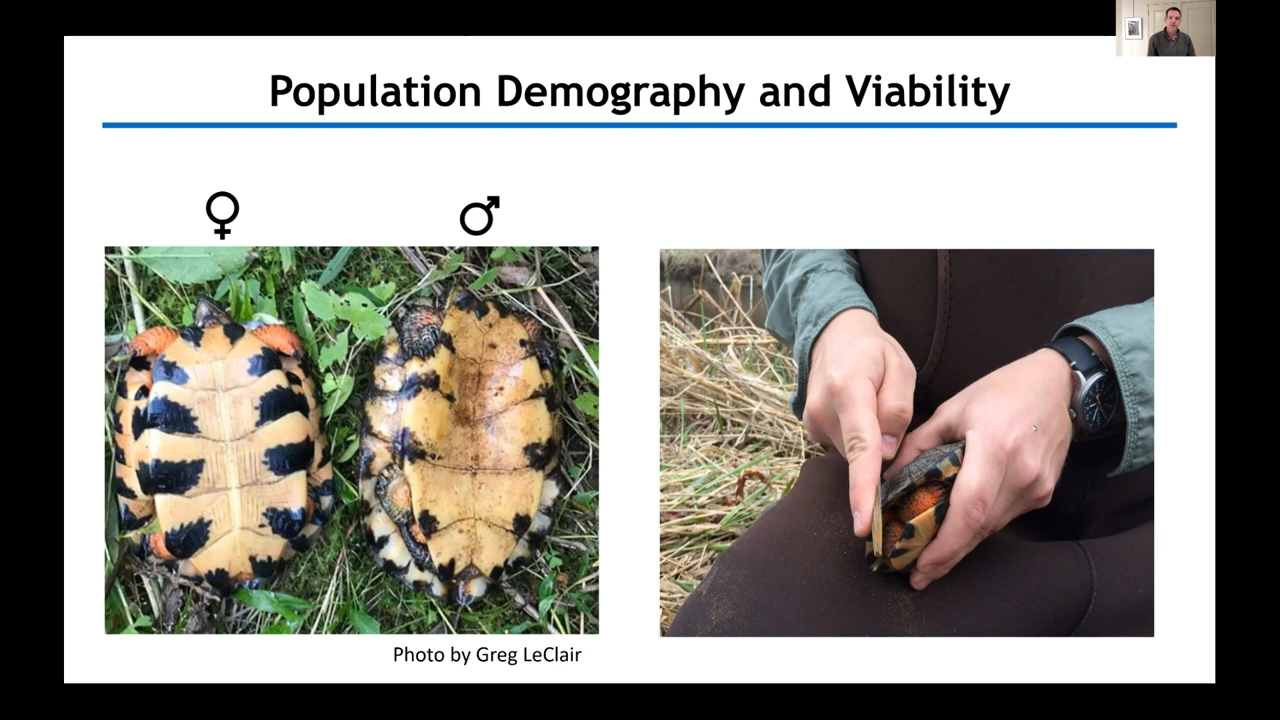 Population Demography and Viability
♀ ♂
Photo by Greg LeClair